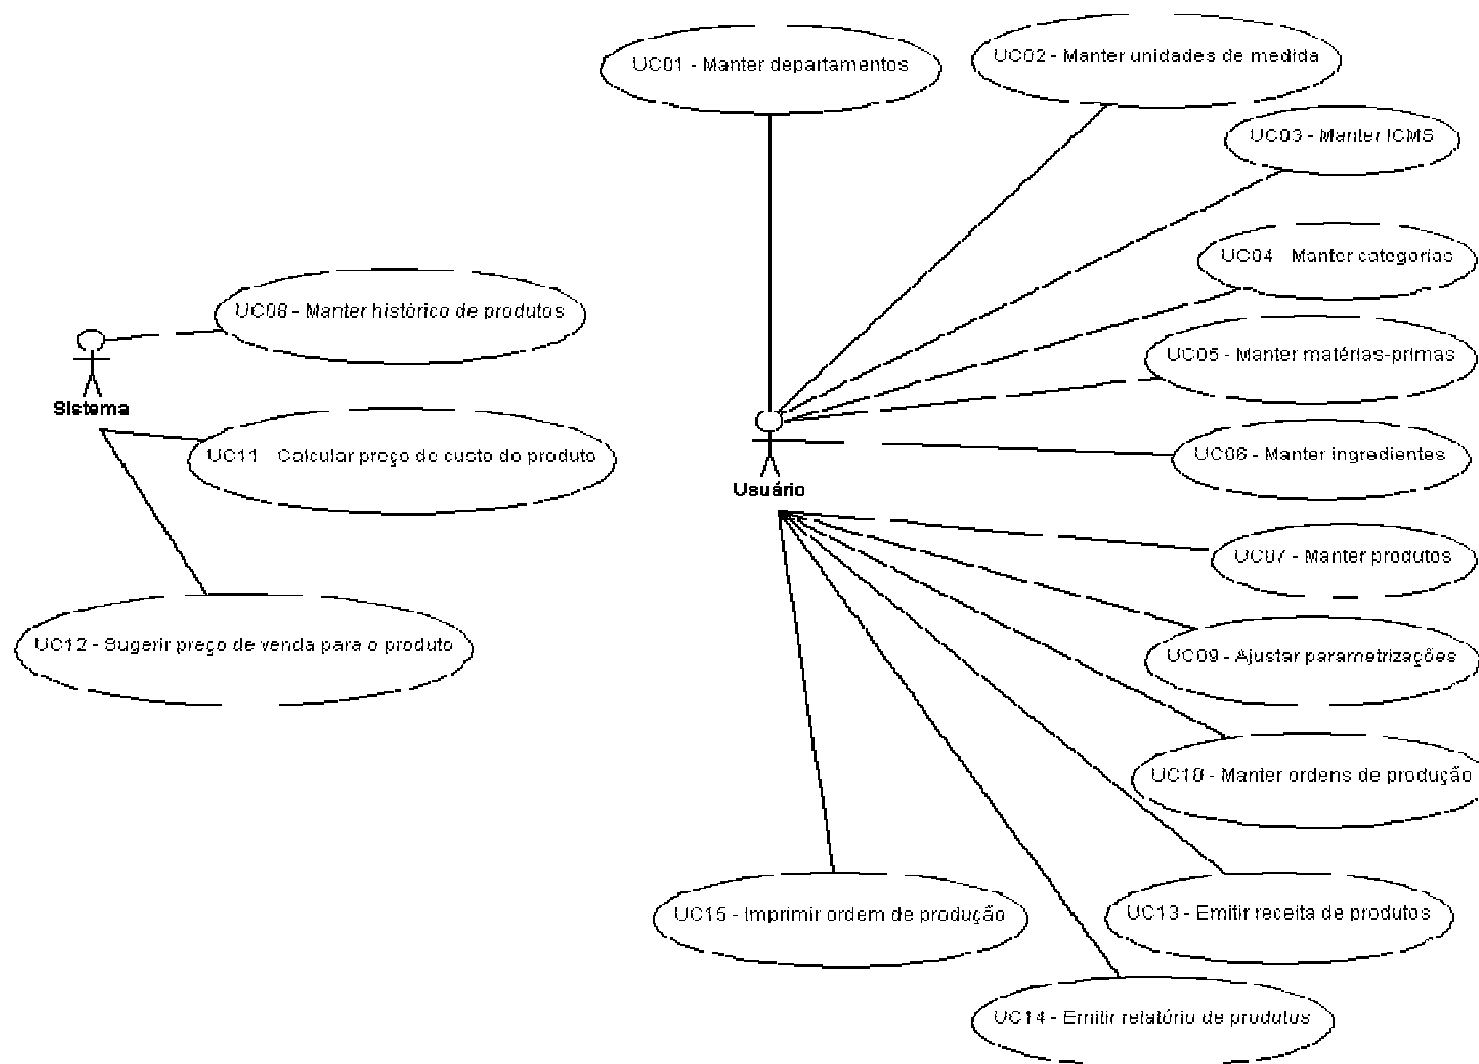 UC01 - Manter departamentos
UC02 - Manter unidades de medida
UC03 - Manter ICMS
UC04 - Manter categorias
UC08 - Manter histórico de produtos
UC05 - Manter matérias-primas
Sistema
UC11 - Calcular preço de custo do produto
UC06 - Manter ingredientes
Usuário
UC07 - Manter produtos
UC12 - Sugerir preço de venda para o produto
UC09 - Ajustar parametrizações
UC10 - Manter ordens de produção
UC15 - Imprimir ordem de produção
UC13 - Emitir receita de produtos
UC14 - Emitir relatório de produtos